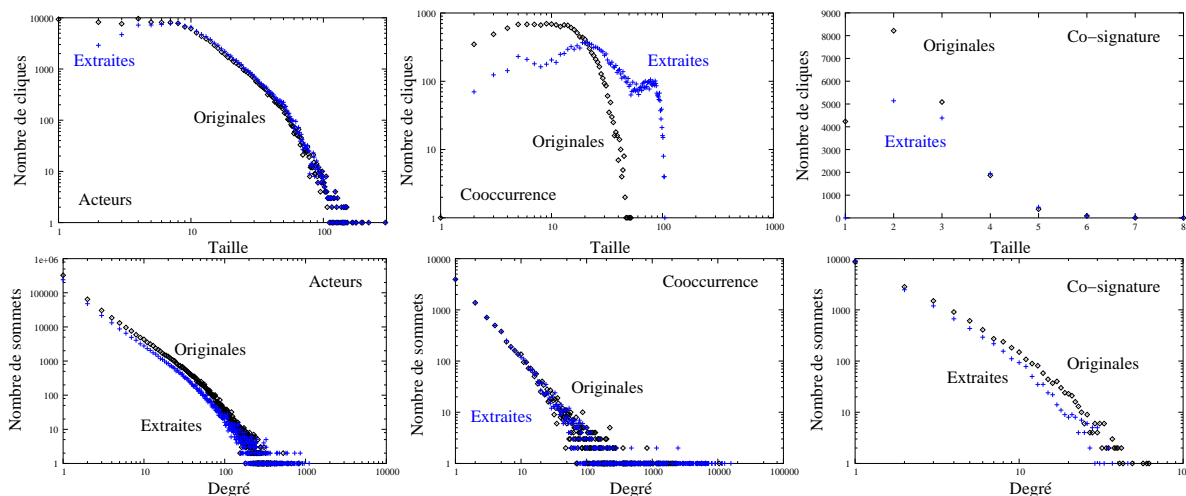 10000
1000
100
10
1
1
10
100
Nombre de cliques
Taille
Extraites
Originales
Acteurs
1000
100
10
1
1
10
100
1000
Nombre de cliques
Taille
Extraites
Originales
Cooccurrence
9000
8000
7000
6000
5000
4000
3000
2000
1000
0
1
2
3
4
5
6
7
8
Nombre de cliques
Taille
Originales
Co-signature
Extraites
1e+06
100000
10000
1000
100
10
1
1
10
100
1000
10000
Nombre de sommets
Degré
Acteurs
Originales
Extraites
10000
1000
100
10
1
1
10
100
1000
10000
100000
Nombre de sommets
Degré
Cooccurrence
Originales
Extraites
10000
1000
100
10
1
1
10
Nombre de sommets
Degré
Co-signature
Originales
Extraites